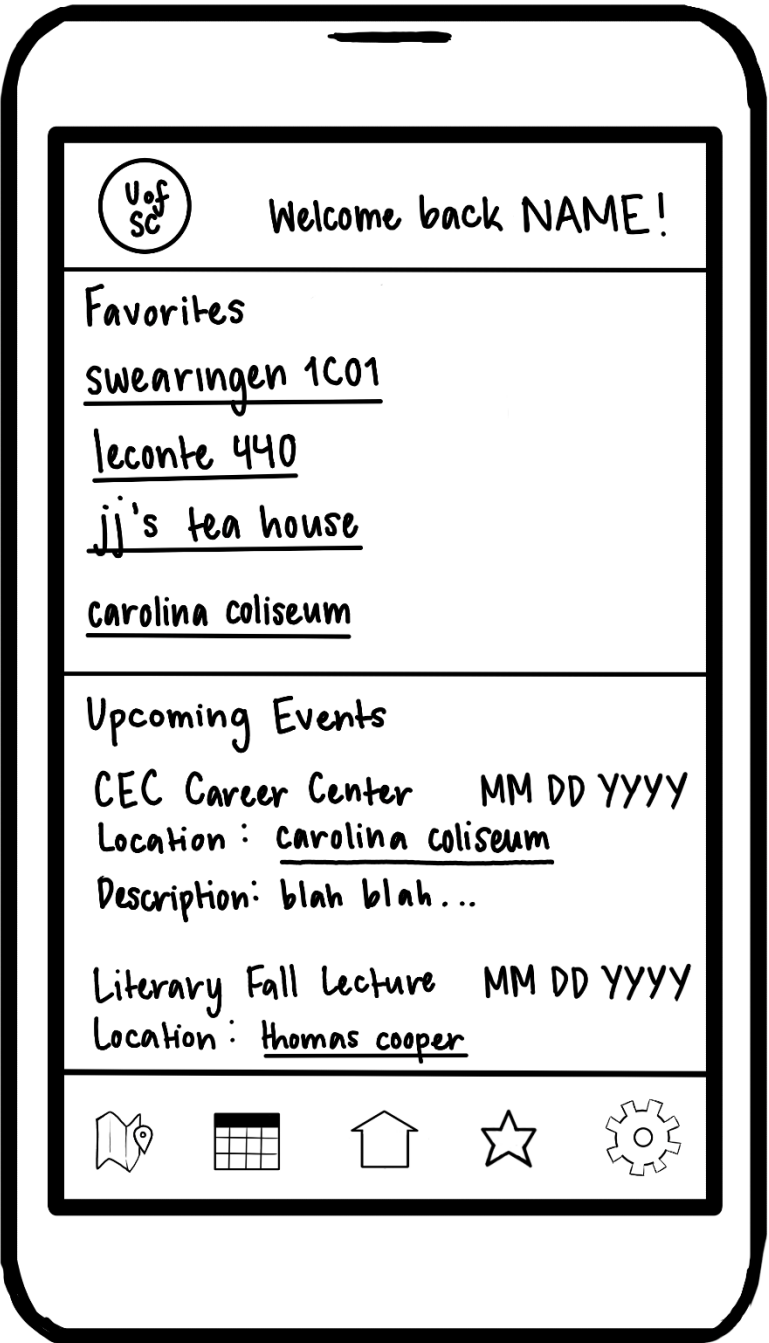 U of
SC
Welcome back NAME!
Favorites
swearingen 1C01
leconte 440
jj's tea house
carolina coliseum
Upcoming Events
CEC Career Center MM DD YYYY
Location: carolina coliseum
Description: blah blah...
Literary Fall Lecture MM DD YYYY
Location: thomas cooper